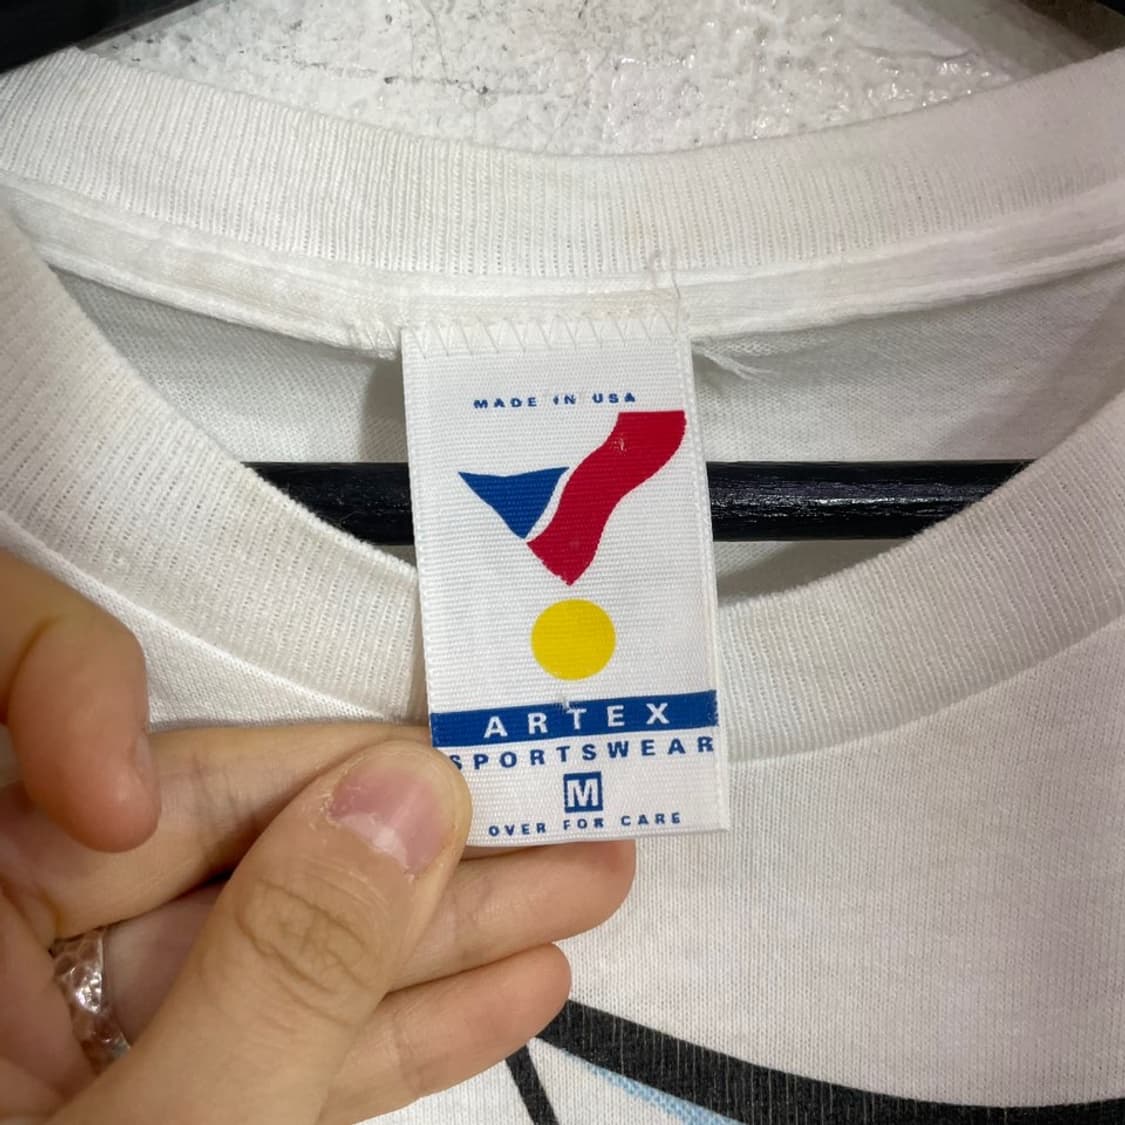 MADE IN USA
ARTEX
SPORTSWEAR
M
OVER FOR CARE